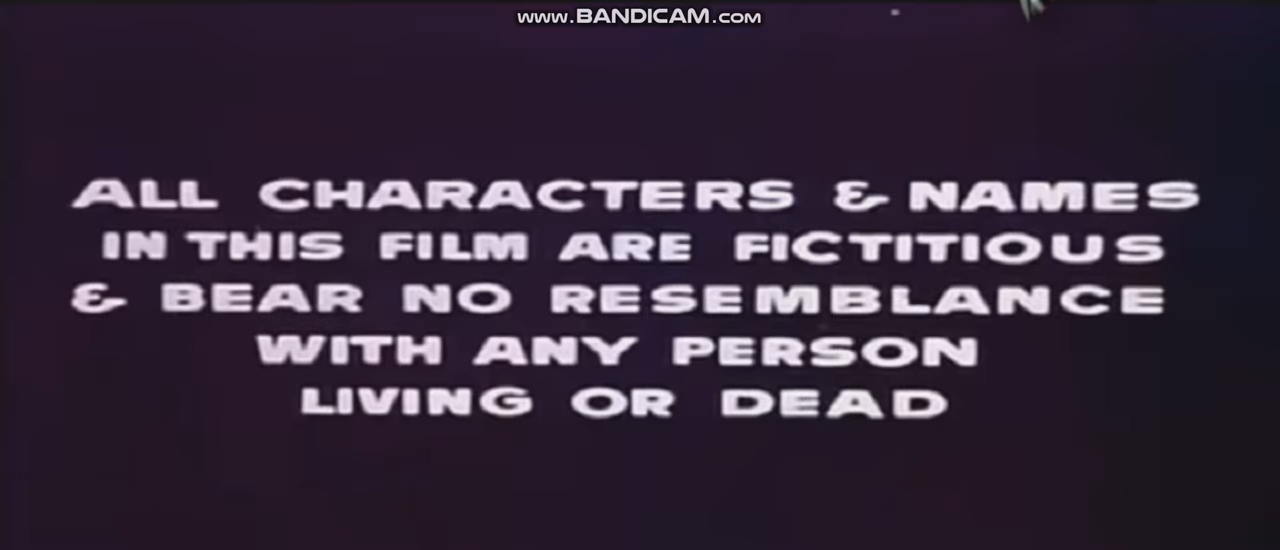 www.BANDICAM.com
ALL CHARACTERS & NAMES
IN THIS FILM ARE FICTITIOUS
& BEAR NO RESEMBLANCE
WITH ANY PERSON
LIVING OR DEAD